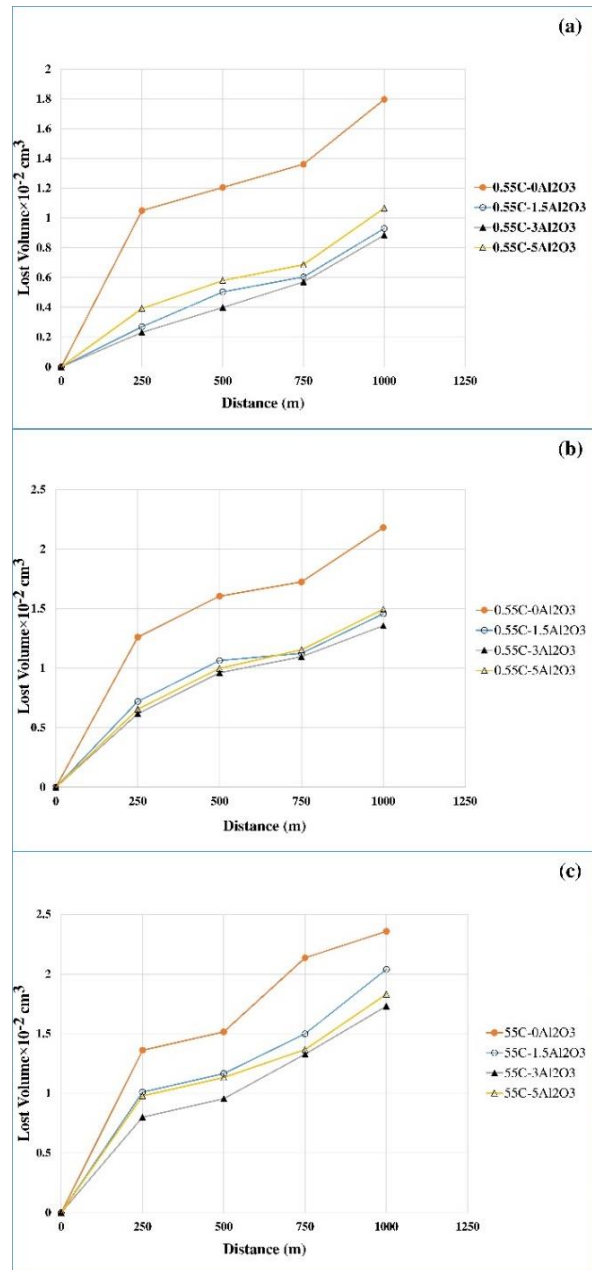 (a)
2
1.8
1.6
1.4
1.2
1
0.8
0.6
0.4
0.2
0
0 250 500 750 1000 1250
Lost Volume×10⁻² cm³
Distance (m)
0.55C-0Al2O3
0.55C-1.5Al2O3
0.55C-3Al2O3
0.55C-5Al2O3
(b)
2.5
2
1.5
1
0.5
0
0 250 500 750 1000 1250
Lost Volume×10⁻² cm³
Distance (m)
0.55C-0Al2O3
0.55C-1.5Al2O3
0.55C-3Al2O3
0.55C-5Al2O3
(c)
2.5
2
1.5
1
0.5
0
0 250 500 750 1000 1250
Lost Volume×10⁻² cm³
Distance (m)
55C-0Al2O3
55C-1.5Al2O3
55C-3Al2O3
55C-5Al2O3